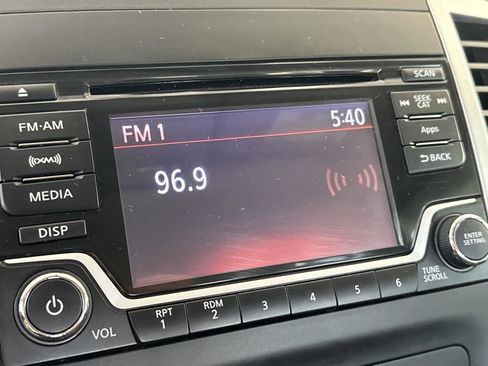 SCAN
FM·AM
FM 1
5:40
SEEK
CAT
XM
96.9
Apps
MEDIA
BACK
DISP
ENTER
SETTING
TUNE
SCROLL
VOL
RPT
1
RDM
2
3
4
5
6